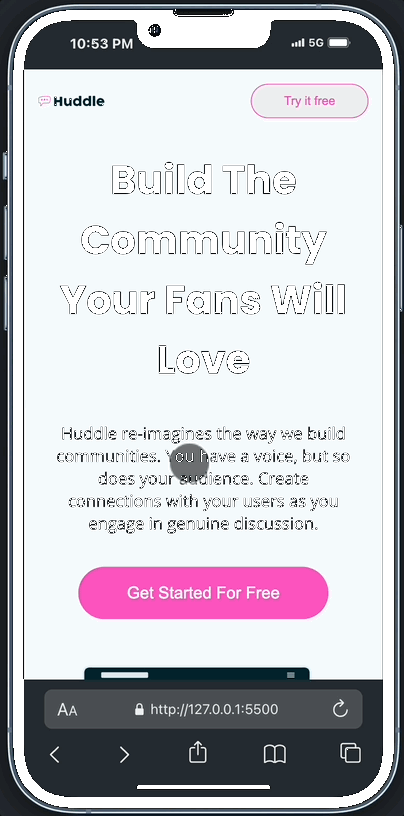 10:53 PM
5G
Huddle
Try it free
Build The
Community
Your Fans Will
Love
Huddle re-imagines the way we build
communities. You have a voice, but so
does your audience. Create
connections with your users as you
engage in genuine discussion.
Get Started For Free
AA
http://127.0.0.1:5500